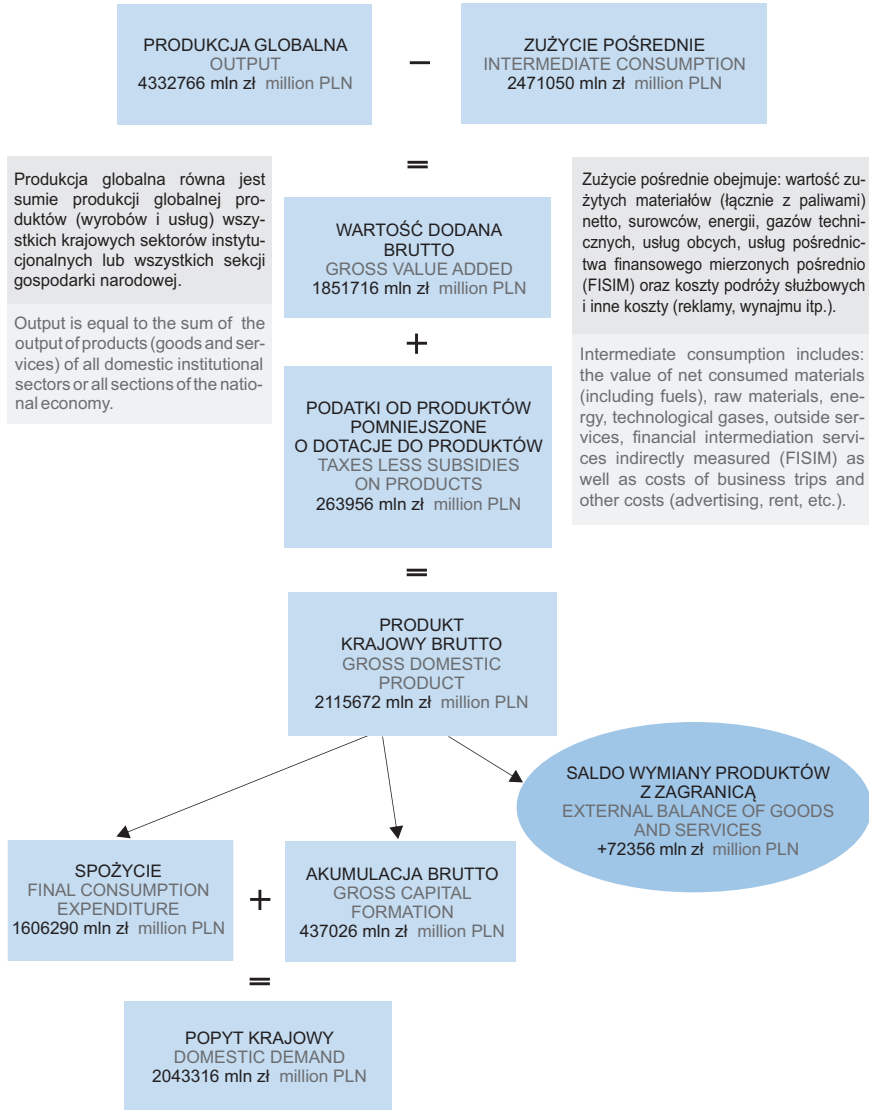 PRODUKCJA GLOBALNA
OUTPUT
4332766 mln zł million PLN
–
ZUŻYCIE POŚREDNIE
INTERMEDIATE CONSUMPTION
2471050 mln zł million PLN
=
Produkcja globalna równa jest
sumie produkcji globalnej pro-
duktów (wyrobów i usług) wszy-
stkich krajowych sektorów instytu-
cjonalnych lub wszystkich sekcji
gospodarki narodowej.
Output is equal to the sum of the
output of products (goods and ser-
vices) of all domestic institutional
sectors or all sections of the natio-
nal economy.
WARTOŚĆ DODANA
BRUTTO
GROSS VALUE ADDED
1851716 mln zł million PLN
+
PODATKI OD PRODUKTÓW
POMNIEJSZONE
O DOTACJE DO PRODUKTÓW
TAXES LESS SUBSIDIES
ON PRODUCTS
263956 mln zł million PLN
Zużycie pośrednie obejmuje: wartość zu-
żytych materiałów (łącznie z paliwami)
netto, surowców, energii, gazów techni-
cznych, usług obcych, usług pośrednic-
twa finansowego mierzonych pośrednio
(FISIM) oraz koszty podróży służbowych
i inne koszty (reklamy, wynajmu itp.).
Intermediate consumption includes:
the value of net consumed materials
(including fuels), raw materials, ene-
rgy, technological gases, outside ser-
vices, financial intermediation servi-
ces indirectly measured (FISIM) as
well as costs of business trips and
other costs (advertising, rent, etc.).
=
PRODUKT
KRAJOWY BRUTTO
GROSS DOMESTIC
PRODUCT
2115672 mln zł million PLN
SALDO WYMIANY PRODUKTÓW
Z ZAGRANICĄ
EXTERNAL BALANCE OF GOODS
AND SERVICES
+72356 mln zł million PLN
SPOŻYCIE
FINAL CONSUMPTION
EXPENDITURE
1606290 mln zł million PLN
+
AKUMULACJA BRUTTO
GROSS CAPITAL
FORMATION
437026 mln zł million PLN
=
POPYT KRAJOWY
DOMESTIC DEMAND
2043316 mln zł million PLN